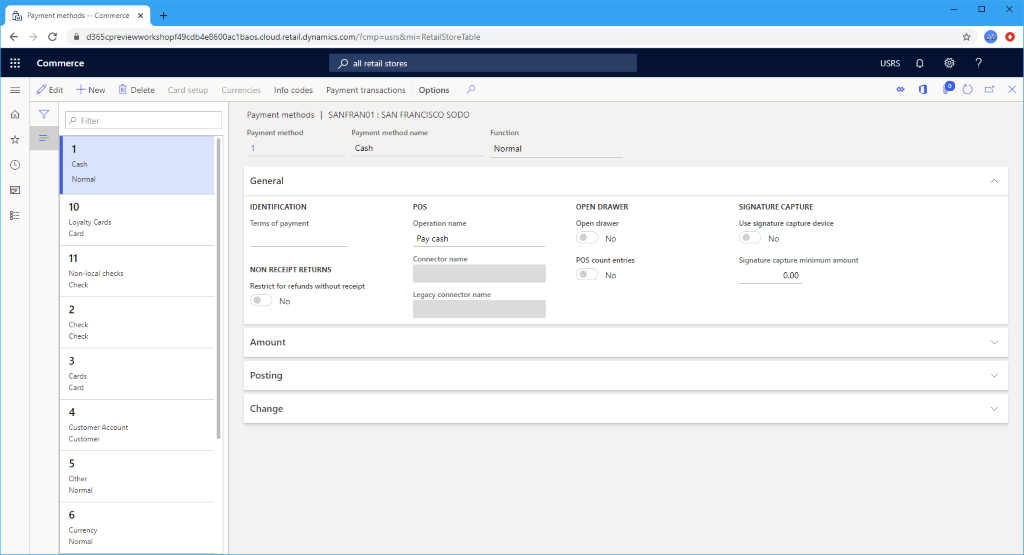 Payment methods -- Commerce
d365cpreviewworkshopf49cdb4e8600ac1baos.cloud.retail.dynamics.com/?cmp=usrs&mi=RetailStoreTable
Commerce
all retail stores
USRS
?
Edit
New
Delete
Card setup
Currencies
Info codes
Payment transactions
Options
0
Filter
1
Cash
Normal
10
Loyalty Cards
Card
11
Non-local checks
Check
2
Check
Check
3
Cards
Card
4
Customer Account
Customer
5
Other
Normal
6
Currency
Normal
Payment methods | SANFRAN01 : SAN FRANCISCO SODO
Payment method
1
Payment method name
Cash
Function
Normal
General
IDENTIFICATION
Terms of payment
NON RECEIPT RETURNS
Restrict for refunds without receipt
No
POS
Operation name
Pay cash
Connector name
Legacy connector name
OPEN DRAWER
Open drawer
No
POS count entries
No
SIGNATURE CAPTURE
Use signature capture device
No
Signature capture minimum amount
0.00
Amount
Posting
Change